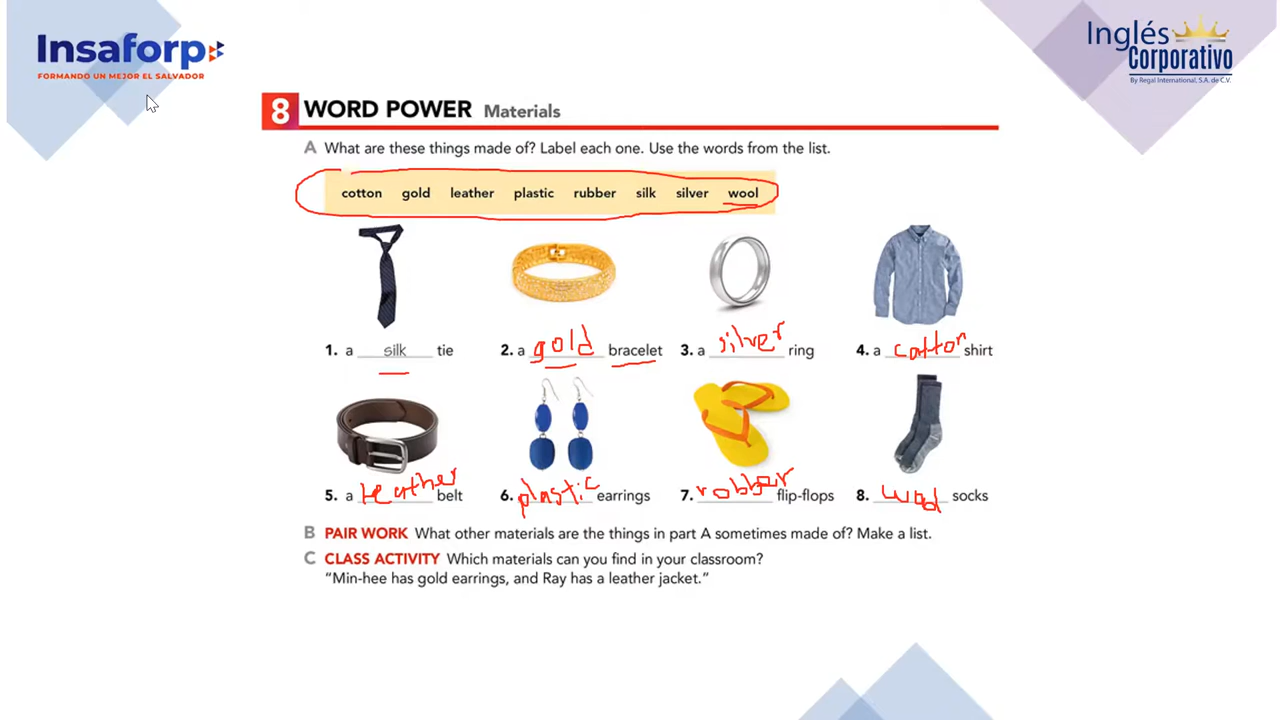 Insaforp
FORMANDO UN MEJOR EL SALVADOR
Inglés
Corporativo
By Regal International, S.A. de C.V.
8 WORD POWER Materials
A What are these things made of? Label each one. Use the words from the list.
cotton gold leather plastic rubber silk silver wool
1. a silk tie 2. a gold bracelet 3. a silver ring 4. a cotton shirt
5. a leather belt 6. plastic earrings 7. robber flip-flops 8. wool socks
B PAIR WORK What other materials are the things in part A sometimes made of? Make a list.
C CLASS ACTIVITY Which materials can you find in your classroom?
“Min-hee has gold earrings, and Ray has a leather jacket.”